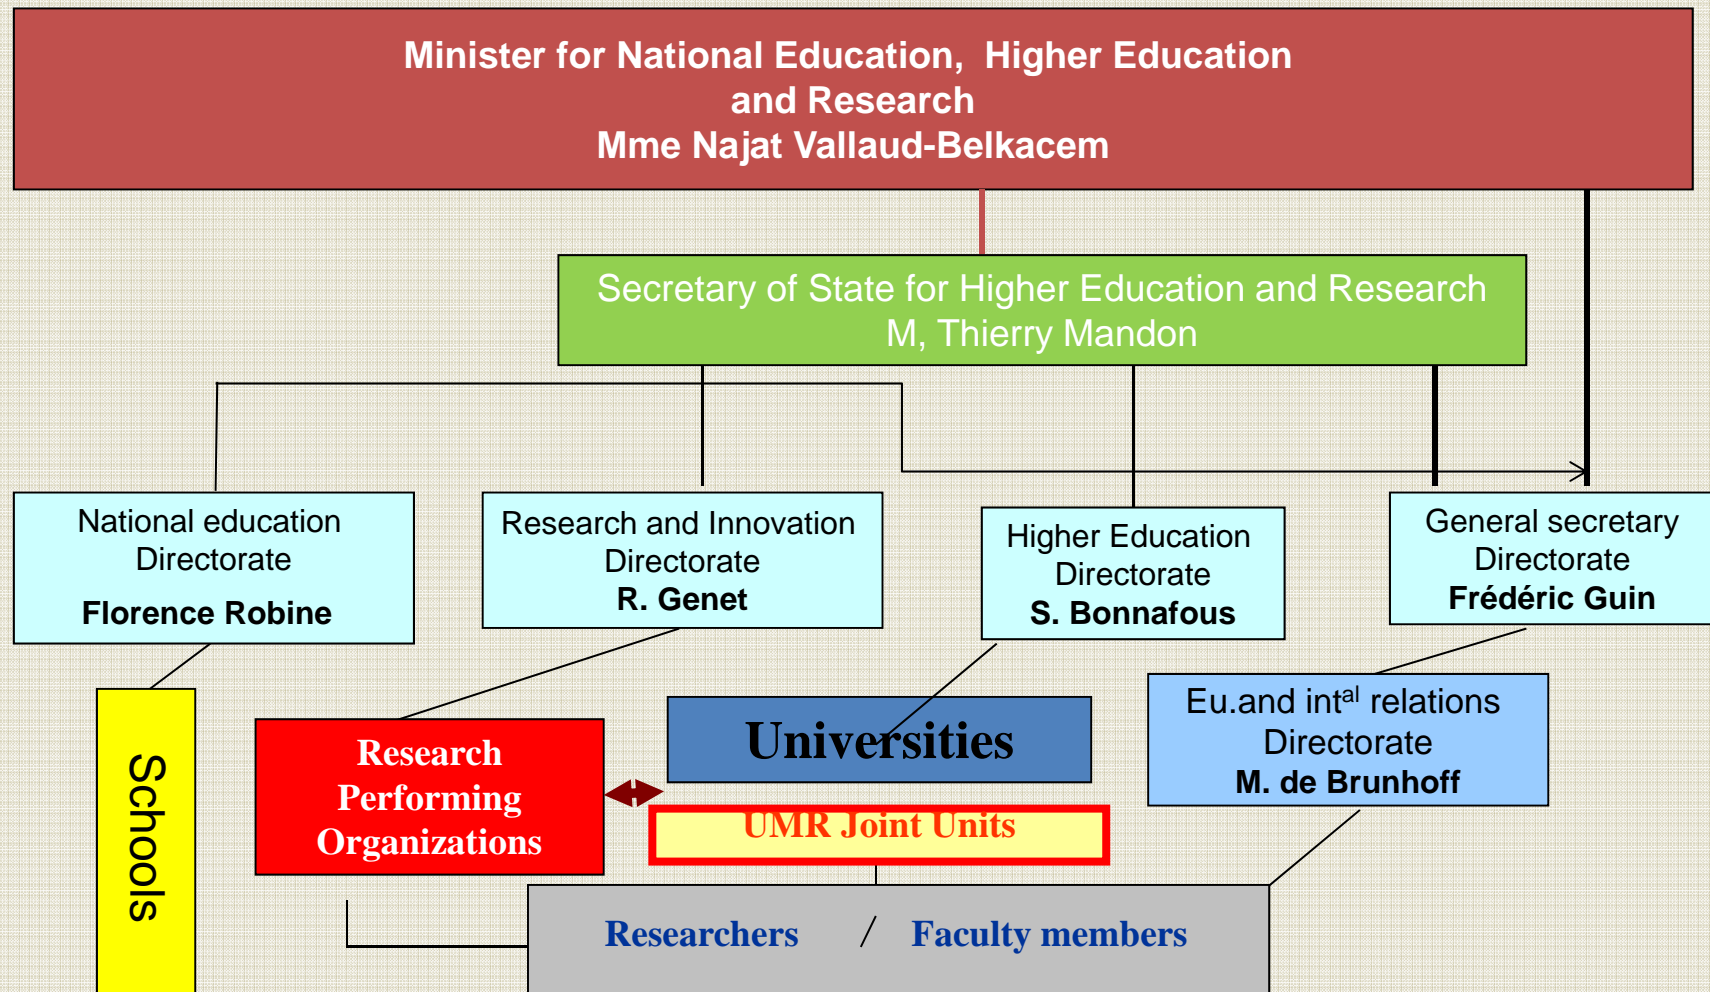 Minister for National Education, Higher Education
and Research
Mme Najat Vallaud-Belkacem
Secretary of State for Higher Education and Research
M, Thierry Mandon
National education
Directorate
Florence Robine
Research and Innovation
Directorate
R. Genet
Higher Education
Directorate
S. Bonnafous
General secretary
Directorate
Frédéric Guin
Schools
Research
Performing
Organizations
Universities
UMR Joint Units
Eu.and intal relations
Directorate
M. de Brunhoff
Researchers / Faculty members